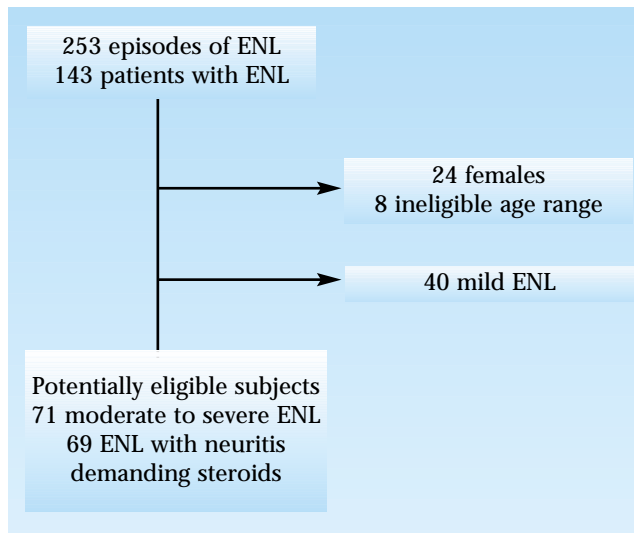 253 episodes of ENL
143 patients with ENL
24 females
8 ineligible age range
40 mild ENL
Potentially eligible subjects
71 moderate to severe ENL
69 ENL with neuritis
demanding steroids